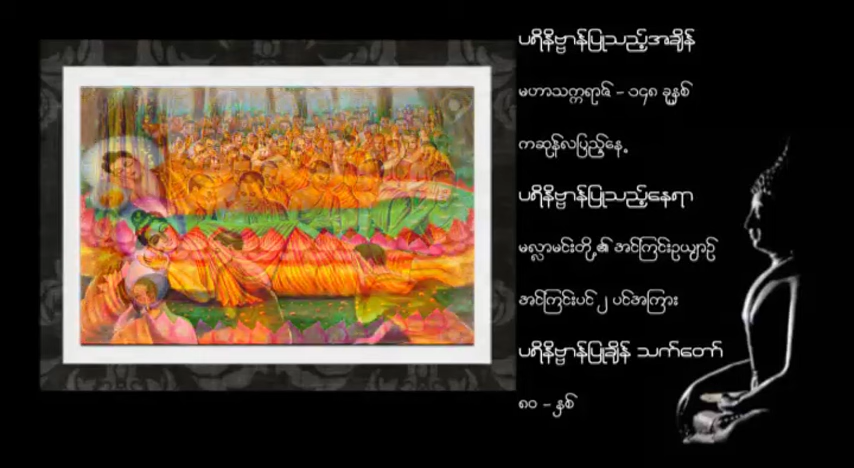 ပရိနိဗ္ဗာန်ပြုသည့်အချိန်
မဟာသက္ကရာဇ် – ၁၄၈ ခုနှစ်
ကဆုန်လပြည့်နေ့
ပရိနိဗ္ဗာန်ပြုသည့်နေရာ
မလ္လာမင်းတို့၏ အင်ကြင်းဥယျာဉ်
အင်ကြင်းပင် ၂ ပင်အကြား
ပရိနိဗ္ဗာန်ပြုချိန် သက်တော်
၈၀ – နှစ်